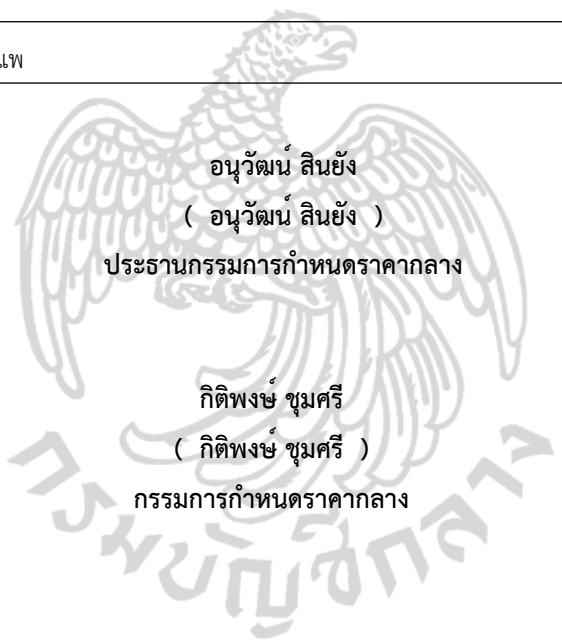 แพ
อนุวัฒน์ สินยัง
( อนุวัฒน์ สินยัง )
ประธานกรรมการกำหนดราคากลาง
กิติพงษ์ ชุมศรี
( กิติพงษ์ ชุมศรี )
กรรมการกำหนดราคากลาง
กรมบัญชีกลาง